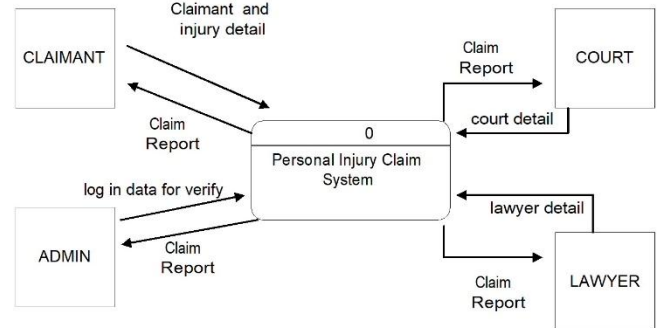 Claimant and
injury detail
CLAIMANT
Claim
Report
COURT
Claim
Report
court detail
0
Personal Injury Claim
System
log in data for verify
lawyer detail
ADMIN
Claim
Report
Claim
Report
LAWYER